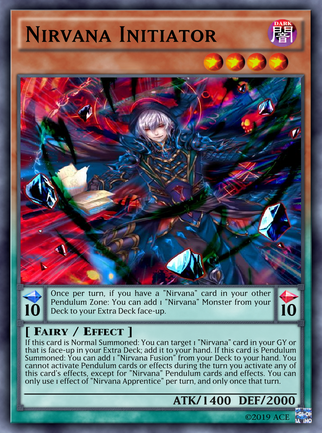 Nirvana Initiator
DARK
闇
Once per turn, if you have a "Nirvana" card in your other
Pendulum Zone: You can add 1 "Nirvana" Monster from your
Deck to your Extra Deck face-up.
10
10
[ Fairy / Effect ]
If this card is Normal Summoned: You can target 1 "Nirvana" card in your GY or
that is face-up in your Extra Deck; add it to your hand. If this card is Pendulum
Summoned: You can add 1 "Nirvana Fusion" from your Deck to your hand. You
cannot activate Pendulum cards or effects during the turn you activate any of
this card's effects, except for "Nirvana" Pendulum cards and effects. You can
only use 1 effect of "Nirvana Apprentice" per turn, and only once that turn.
ATK/1400 DEF/2000
©2019 ACE